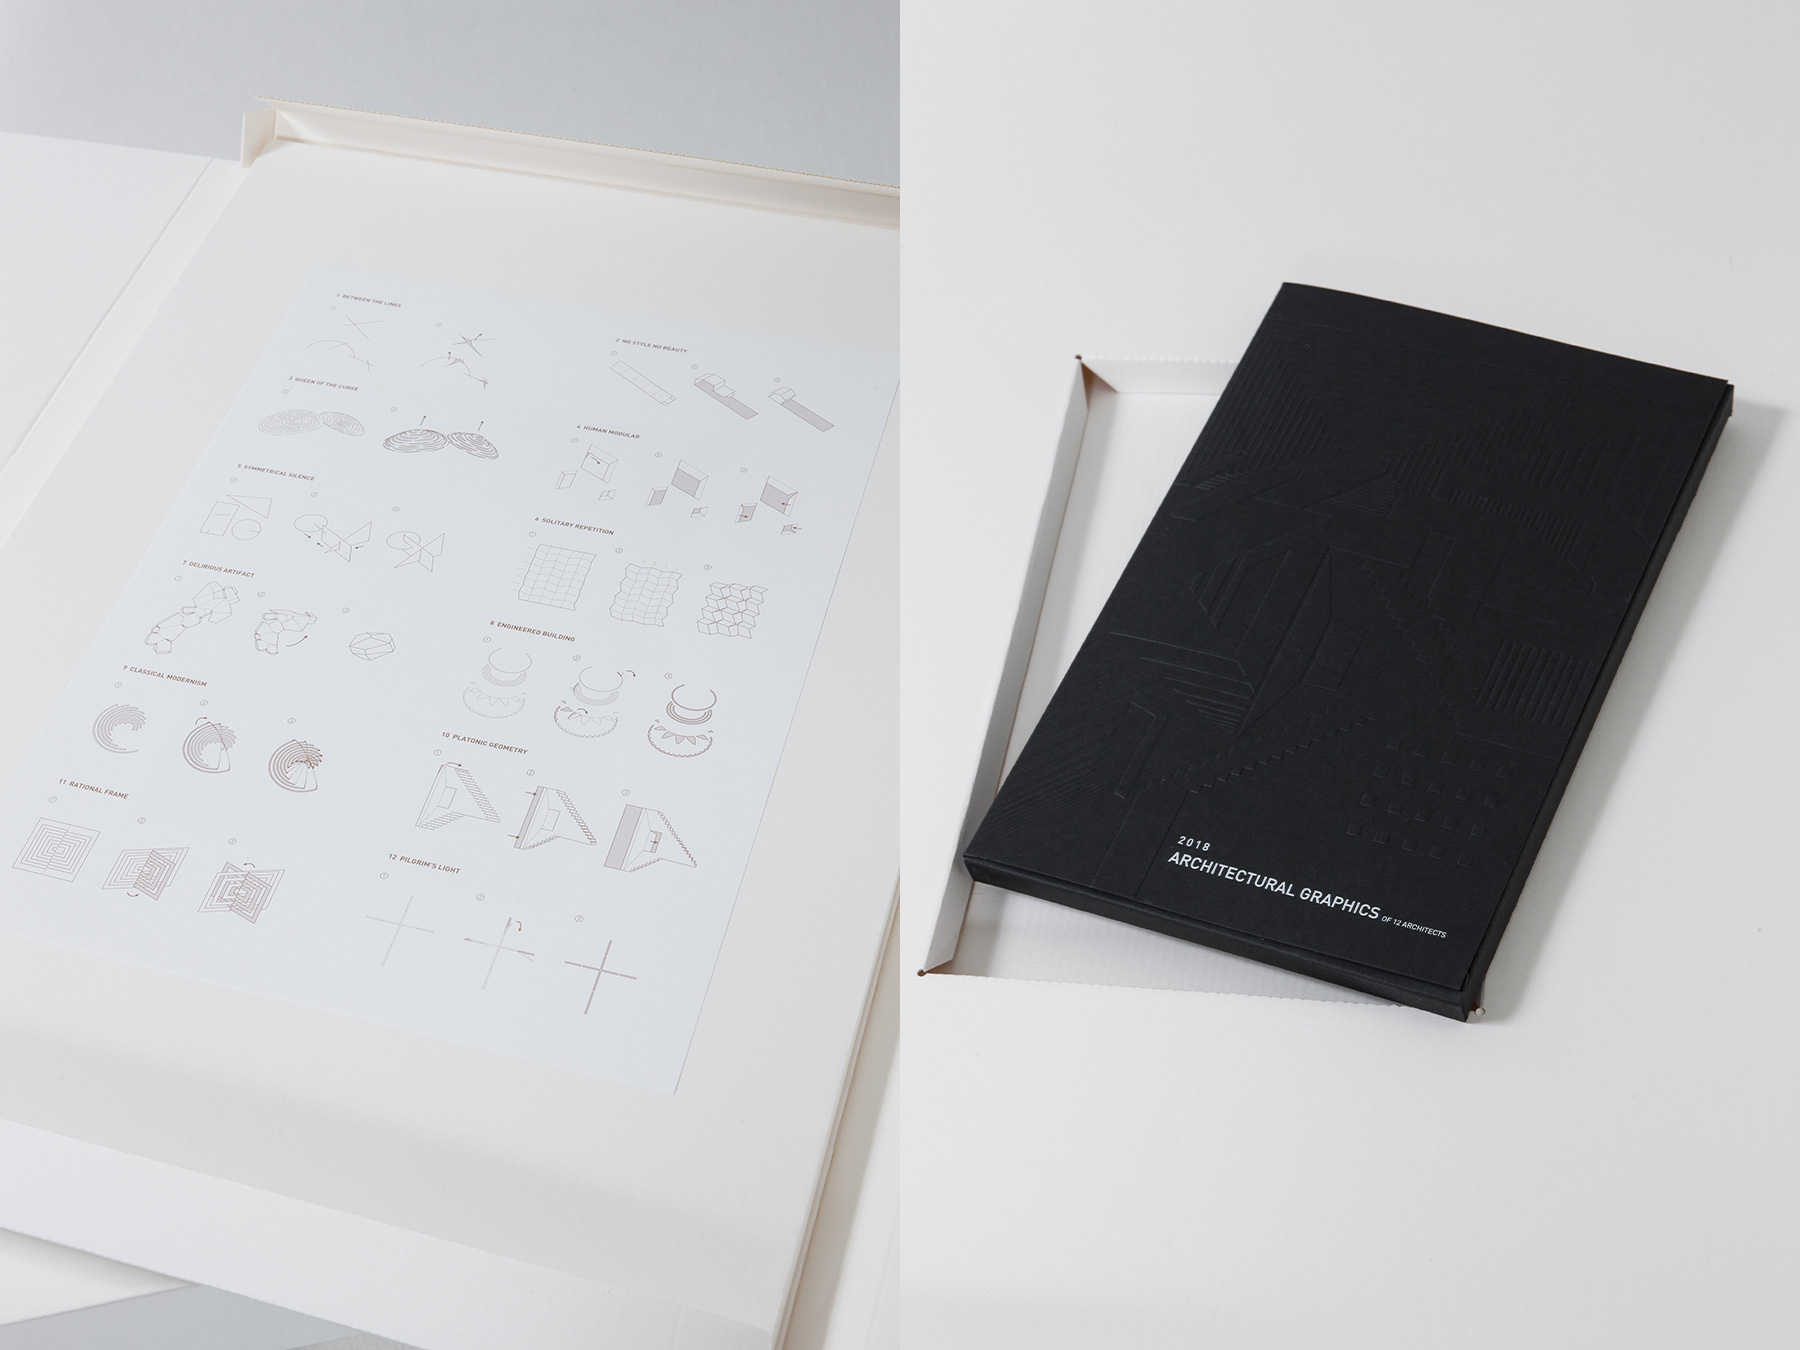 1 BETWEEN THE LINES
2 NO STYLE NO BEAUTY
3 QUEEN OF THE CURVE
4 HUMAN MODULAR
5 SYMMETRICAL SILENCE
6 SOLITARY REPETITION
7 DELIRIOUS ARTIFACT
8 ENGINEERED BUILDING
9 CLASSICAL MODERNISM
10 PLATONIC GEOMETRY
11 RATIONAL FRAME
12 PILGRIM'S LIGHT
2018
ARCHITECTURAL GRAPHICS OF 12 ARCHITECTS